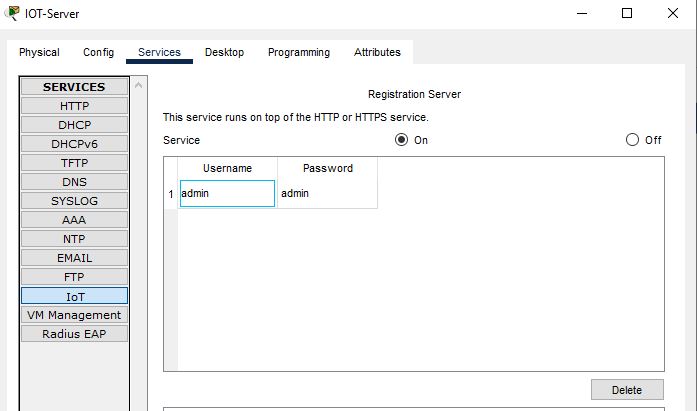 IOT-Server
Physical Config Services Desktop Programming Attributes
SERVICES
HTTP
DHCP
DHCPv6
TFTP
DNS
SYSLOG
AAA
NTP
EMAIL
FTP
IoT
VM Management
Radius EAP
Registration Server
This service runs on top of the HTTP or HTTPS service.
Service On Off
Username Password
1 admin admin
Delete